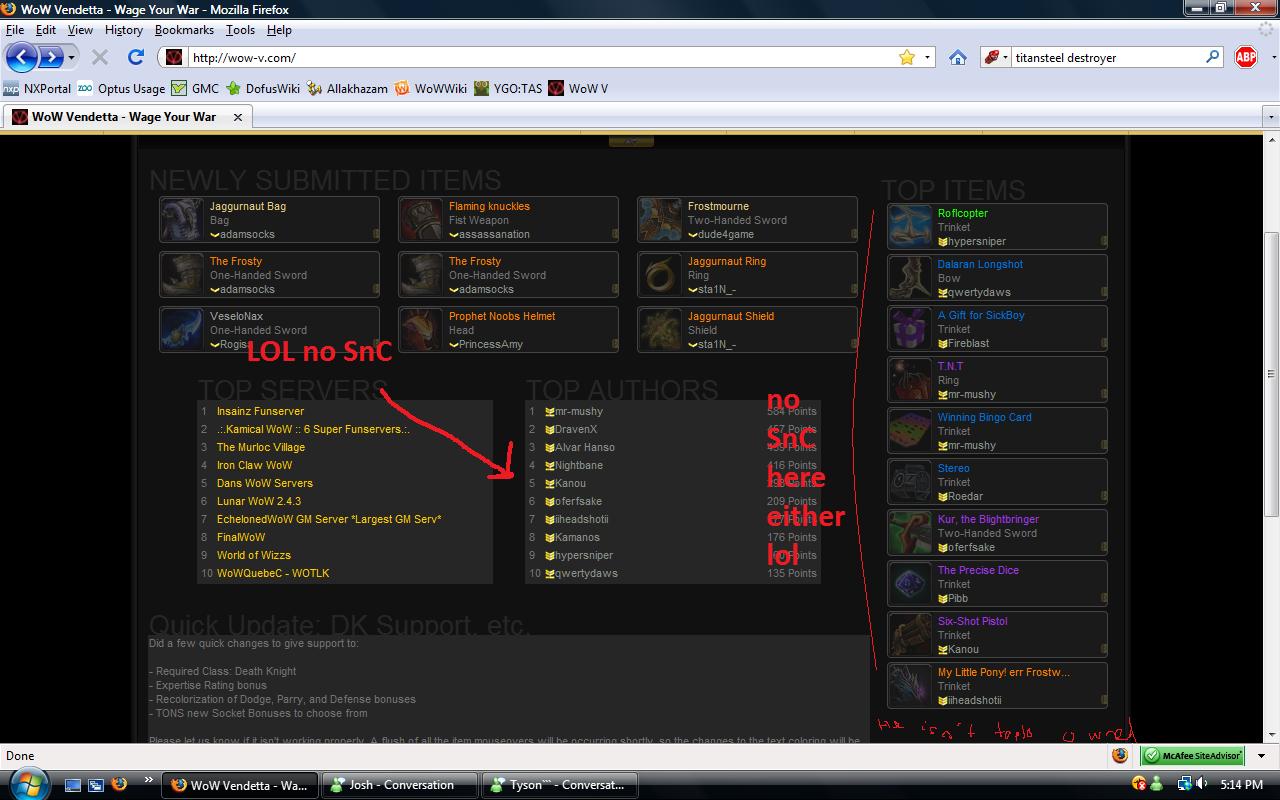 WoW Vendetta - Wage Your War - Mozilla Firefox
File Edit View History Bookmarks Tools Help
http://wow-v.com/
titansteel destroyer
ABP
nxp NXPortal zoo Optus Usage GMC DofusWiki Allakhazam WoWWiki YGO:TAS WoW V
WoW Vendetta - Wage Your War
NEWLY SUBMITTED ITEMS
Jaggurnaut Bag
Bag
adamsocks
Flaming knuckles
Fist Weapon
assassanation
Frostmourne
Two-Handed Sword
dude4game
The Frosty
One-Handed Sword
adamsocks
The Frosty
One-Handed Sword
adamsocks
Jaggurnaut Ring
Ring
sta1N_-
VeseloNax
One-Handed Sword
Prophet Noobs Helmet
Head
PrincessAmy
Jaggurnaut Shield
Shield
sta1N_-
LOL no SnC
TOP SERVERS
1 Insainz Funserver
2 .:.Kamical WoW :: 6 Super Funservers.:.
3 The Murloc Village
4 Iron Claw WoW
5 Dans WoW Servers
6 Lunar WoW 2.4.3
7 EchelonedWoW GM Server *Largest GM Serv*
8 FinalWoW
9 World of Wizzs
10 WoWQuebeC - WOTLK
TOP AUTHORS
1 mr-mushy 584 Points
2 DravenX Points
3 Alvar Hanso Points
4 Nightbane 416 Points
5 Kanou Points
6 oferfsake 209 Points
7 iiheadshotii
8 Kamanos 176 Points
9 hypersniper Points
10 qwertydaws 135 Points
no
SnC
here
either
lol
TOP ITEMS
Roflcopter
Trinket
hypersniper
Dalaran Longshot
Bow
qwertydaws
A Gift for SickBoy
Trinket
Fireblast
T.N.T
Ring
mr-mushy
Winning Bingo Card
Trinket
mr-mushy
Stereo
Trinket
Roedar
Kur, the Blightbringer
Two-Handed Sword
oferfsake
The Precise Dice
Trinket
Pibb
Six-Shot Pistol
Trinket
Kanou
My Little Pony! err Frostw...
Trinket
iiheadshotii
He isn't
Quick Update: DK Support, etc.
Did a few quick changes to give support to:
- Required Class: Death Knight
- Expertise Rating bonus
- Recolorization of Dodge, Parry, and Defense bonuses
- TONS new Socket Bonuses to choose from
Please let us know if it isn't working properly. A flush of all the item mouseovers will be occurring shortly, so the changes to the text coloring will be
Done
McAfee SiteAdvisor
WoW Vendetta - Wa...
Josh - Conversation
Tyson``` - Conversat...
5:14 PM